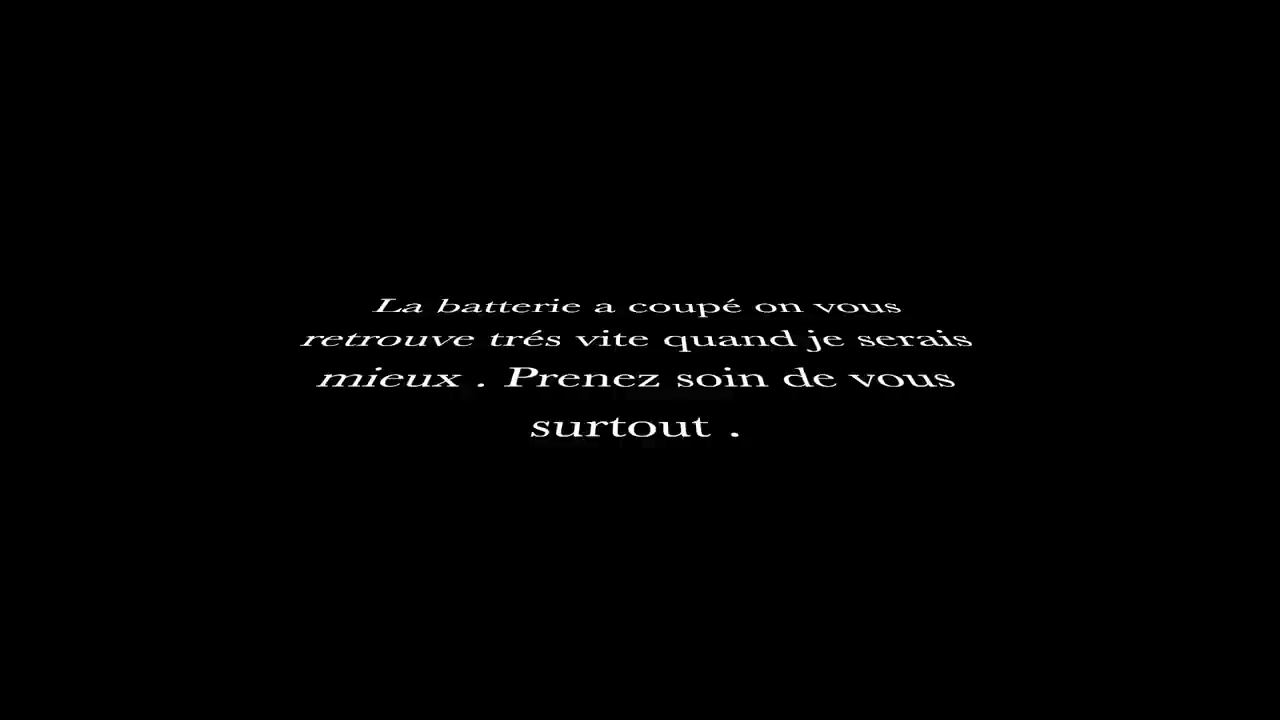 La batterie a coupé on vous
retrouve trés vite quand je serais
mieux . Prenez soin de vous
surtout .